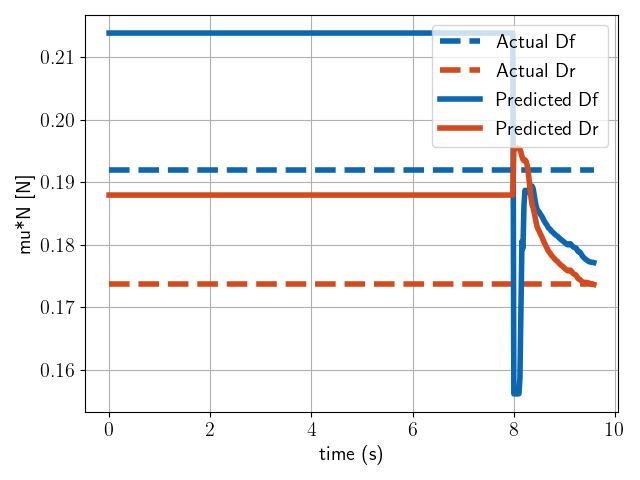 Actual Df
Actual Dr
Predicted Df
Predicted Dr
0.21
0.20
0.19
0.18
0.17
0.16
mu*N [N]
0
2
4
6
8
10
time (s)